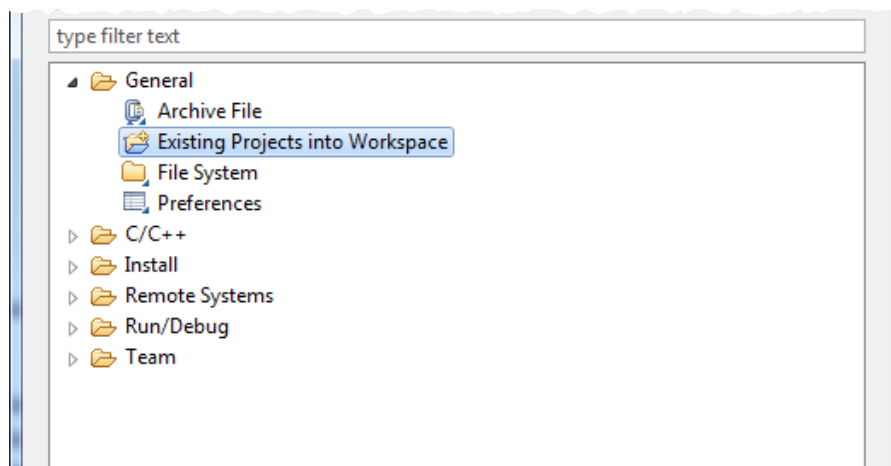 type filter text
General
Archive File
Existing Projects into Workspace
File System
Preferences
C/C++
Install
Remote Systems
Run/Debug
Team